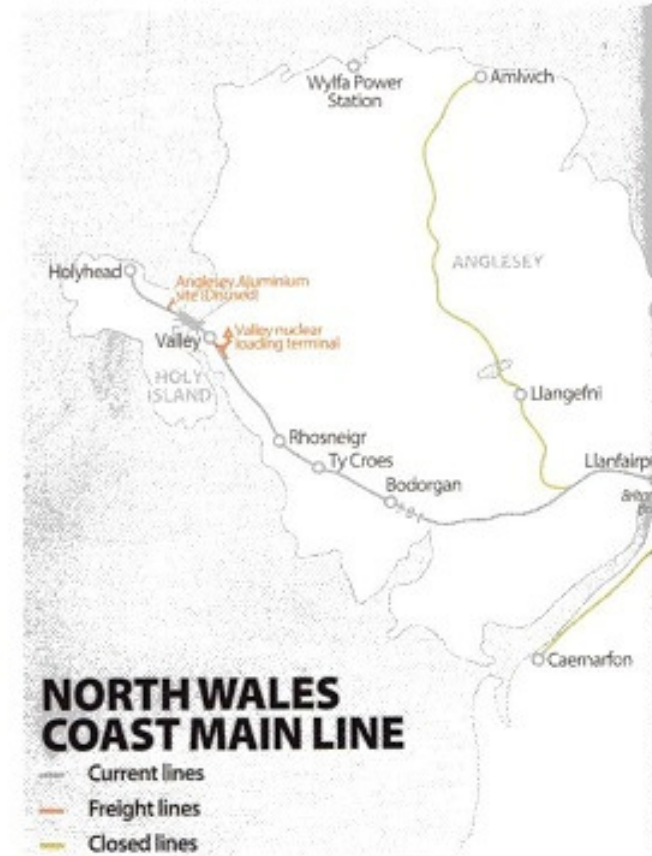 Wylfa Power
Station
Amlwch
ANGLESEY
Holyhead
Anglesey Aluminium
site (Disused)
Valley
Valley nuclear
loading terminal
HOLY
ISLAND
Llangefni
Rhosneigr
Ty Croes
Bodorgan
Llanfairp
Caernarfon
NORTH WALES
COAST MAIN LINE
Current lines
Freight lines
Closed lines